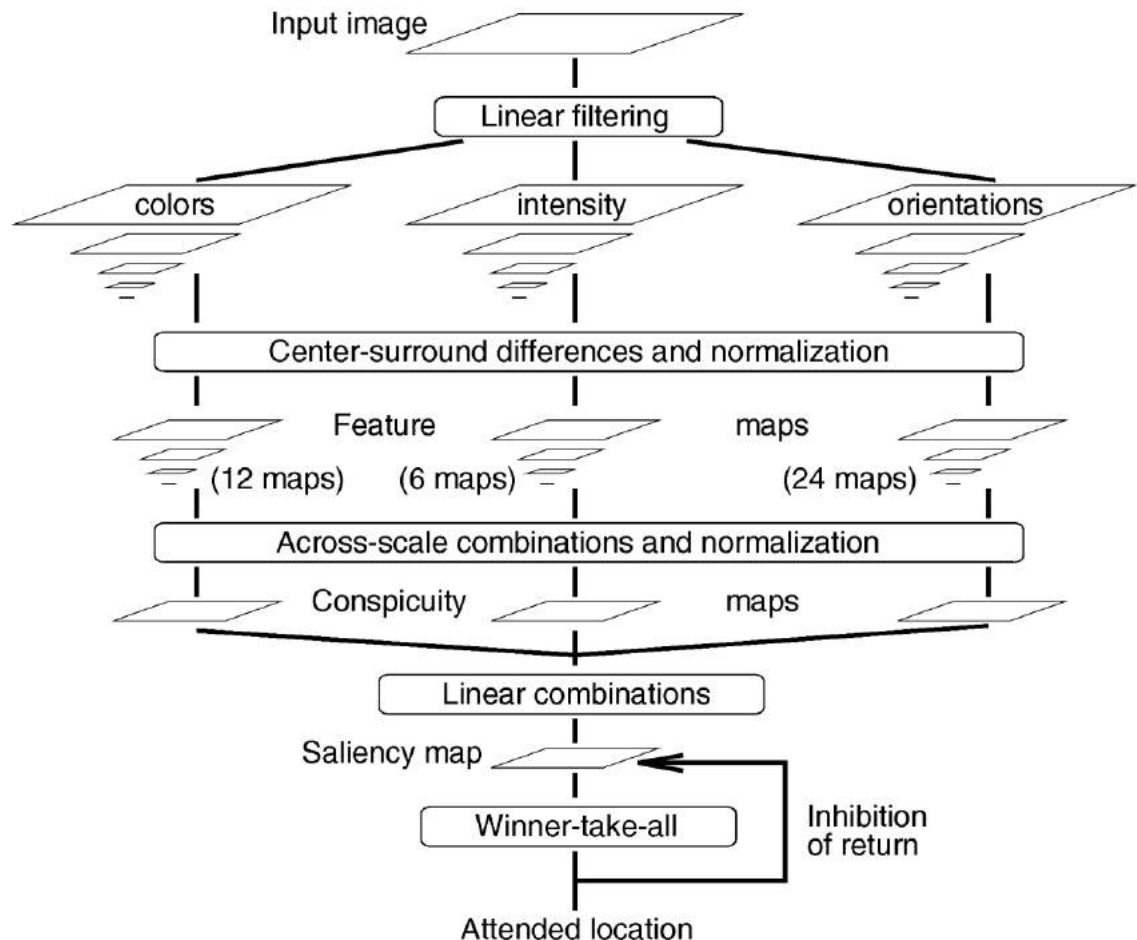 Input image
Linear filtering
colors
intensity
orientations
Center-surround differences and normalization
Feature
maps
(12 maps)
(6 maps)
(24 maps)
Across-scale combinations and normalization
Conspicuity
maps
Linear combinations
Saliency map
Winner-take-all
Inhibition
of return
Attended location